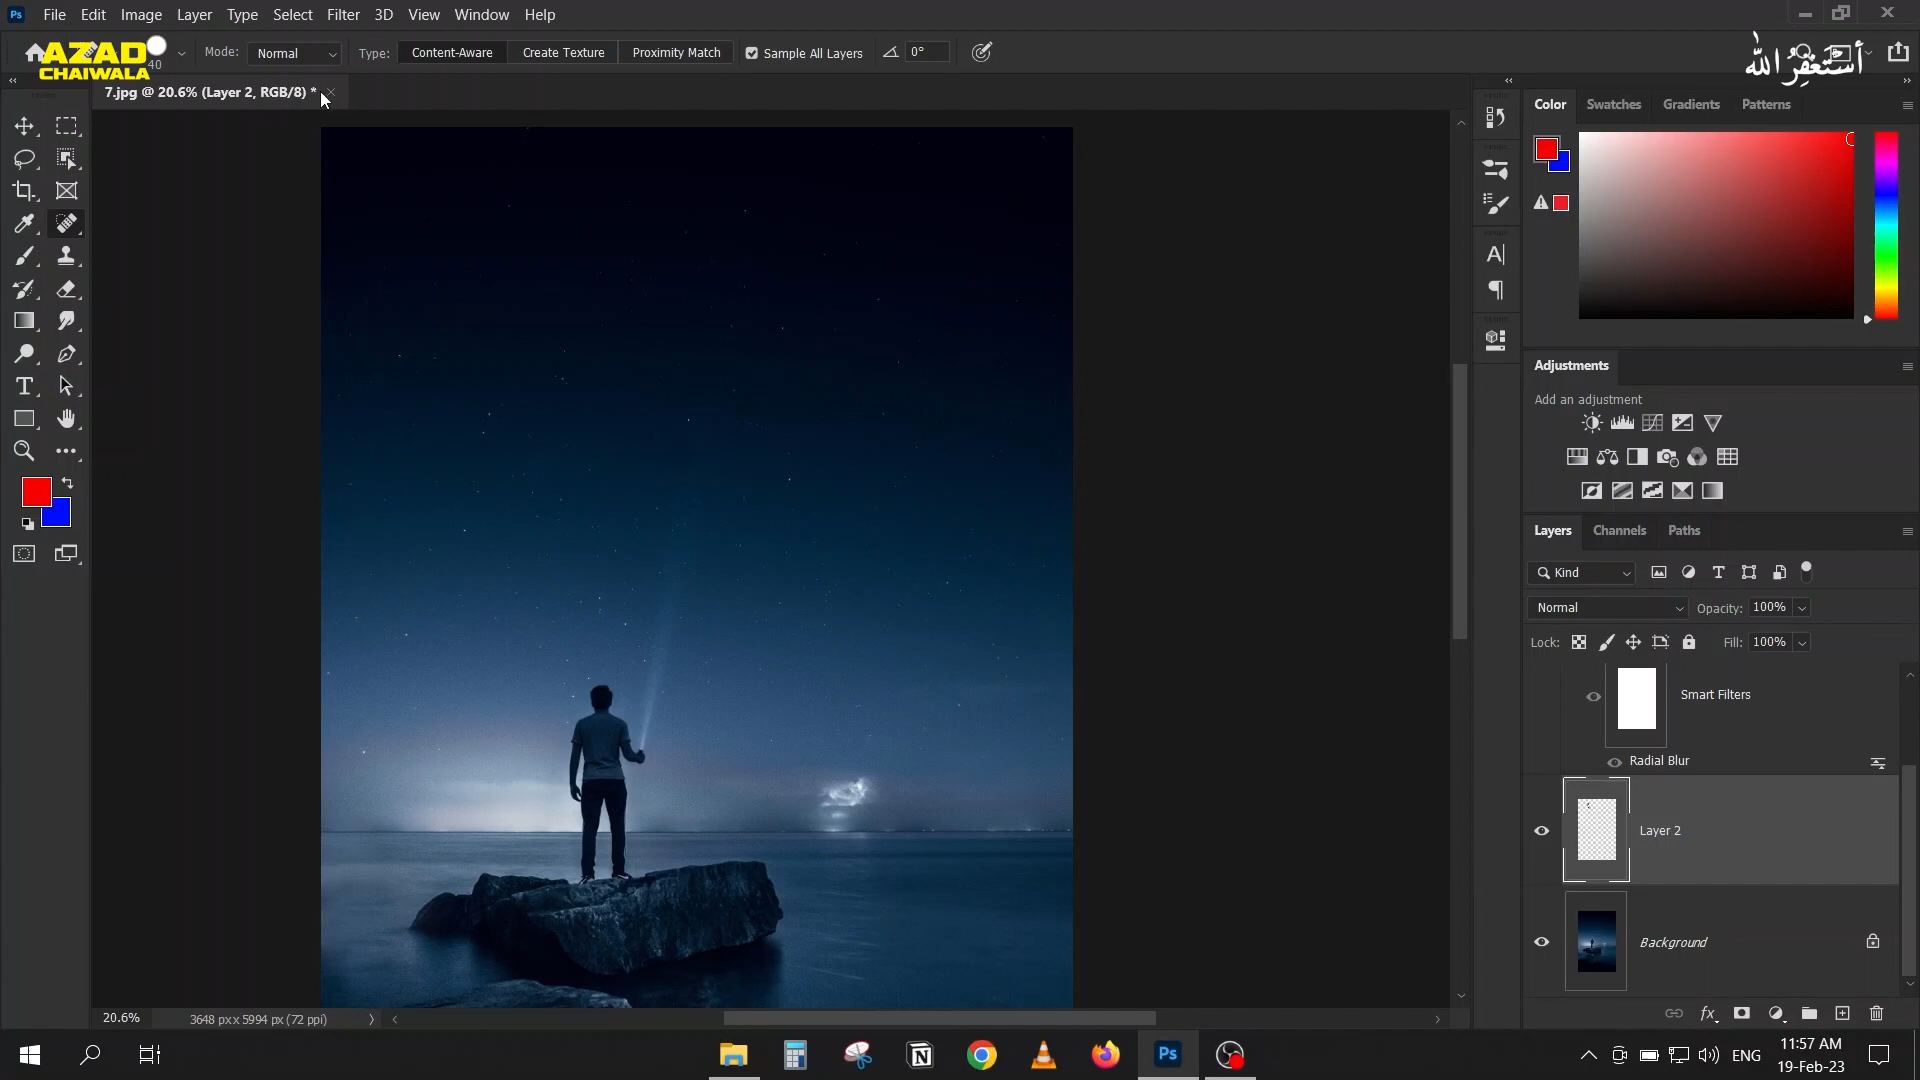 File Edit Image Layer Type Select Filter 3D View Window Help
AZAD
CHAIWALA
40
Mode: Normal Type: Content-Aware Create Texture Proximity Match Sample All Layers 0°
أستغفر الله
7.jpg @ 20.6% (Layer 2, RGB/8) *
Color Swatches Gradients Patterns
Adjustments
Add an adjustment
Layers Channels Paths
Kind
Normal Opacity: 100%
Lock: Fill: 100%
Smart Filters
Radial Blur
Layer 2
Background
20.6% 3648 px x 5994 px (72 ppi)
ENG
11:57 AM
19-Feb-23